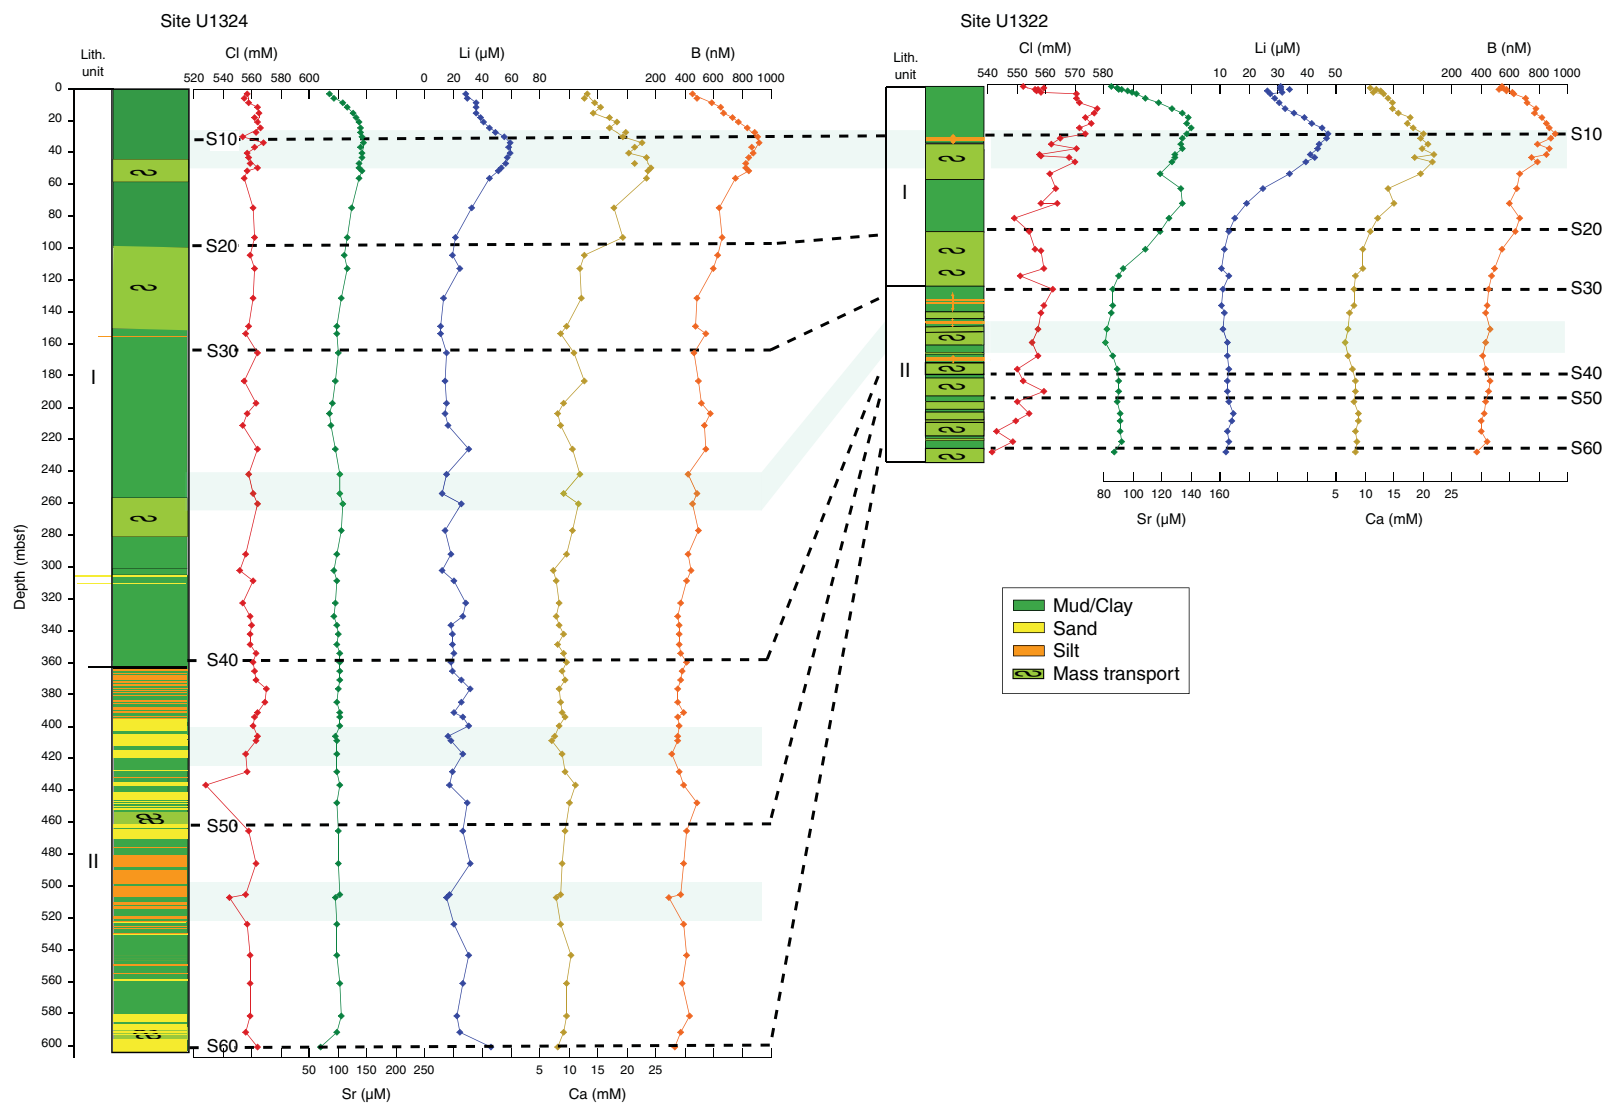 Site U1324
Site U1322
Lith.
unit
Cl (mM)
Li (µM)
B (nM)
520 540 560 580 600
0 20 40 60 80
200 400 600 800 1000
Lith.
unit
Cl (mM)
Li (µM)
B (nM)
540 550 560 570 580
10 20 30 40 50
200 400 600 800 1000
Depth (mbsf)
0
20
40
60
80
100
120
140
160
180
200
220
240
260
280
300
320
340
360
380
400
420
440
460
480
500
520
540
560
580
600
I
II
S10
S20
S30
S40
S50
S60
50 100 150 200 250
5 10 15 20 25
Sr (µM)
Ca (mM)
I
II
S10
S20
S30
S40
S50
S60
80 100 120 140 160
5 10 15 20 25
Sr (µM)
Ca (mM)
Mud/Clay
Sand
Silt
Mass transport